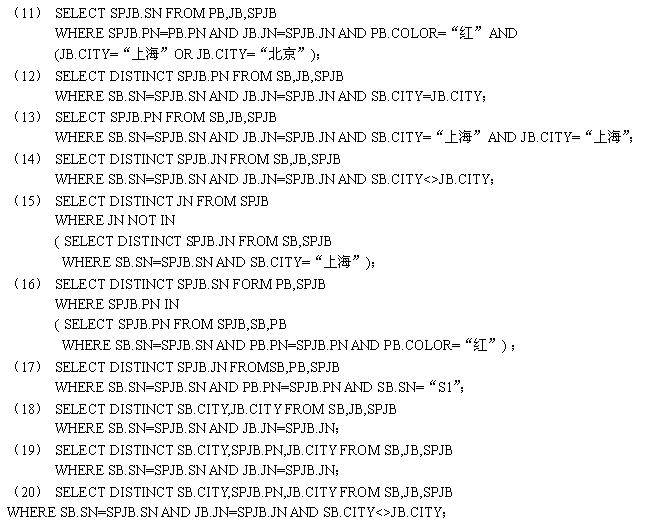 (11) SELECT SPJB.SN FROM PB,JB,SPJB
WHERE SPJB.PN=PB.PN AND JB.JN=SPJB.JN AND PB.COLOR=“红” AND
(JB.CITY=“上海” OR JB.CITY=“北京”);
(12) SELECT DISTINCT SPJB.PN FROM SB,JB,SPJB
WHERE SB.SN=SPJB.SN AND JB.JN=SPJB.JN AND SB.CITY=JB.CITY;
(13) SELECT SPJB.PN FROM SB,JB,SPJB
WHERE SB.SN=SPJB.SN AND JB.JN=SPJB.JN AND SB.CITY=“上海” AND JB.CITY=“上海”;
(14) SELECT DISTINCT SPJB.JN FROM SB,JB,SPJB
WHERE SB.SN=SPJB.SN AND JB.JN=SPJB.JN AND SB.CITY<>JB.CITY;
(15) SELECT DISTINCT JN FROM SPJB
WHERE JN NOT IN
( SELECT DISTINCT SPJB.JN FROM SB,SPJB
WHERE SB.SN=SPJB.SN AND SB.CITY=“上海”);
(16) SELECT DISTINCT SPJB.SN FORM PB,SPJB
WHERE SPJB.PN IN
( SELECT SPJB.PN FROM SPJB,SB,PB
WHERE SB.SN=SPJB.SN AND PB.PN=SPJB.PN AND PB.COLOR=“红”) ;
(17) SELECT DISTINCT SPJB.JN FROMSB,PB,SPJB
WHERE SB.SN=SPJB.SN AND PB.PN=SPJB.PN AND SB.SN=“S1”;
(18) SELECT DISTINCT SB.CITY,JB.CITY FROM SB,JB,SPJB
WHERE SB.SN=SPJB.SN AND JB.JN=SPJB.JN;
(19) SELECT DISTINCT SB.CITY,SPJB.PN,JB.CITY FROM SB,JB,SPJB
WHERE SB.SN=SPJB.SN AND JB.JN=SPJB.JN;
(20) SELECT DISTINCT SB.CITY,SPJB.PN,JB.CITY FROM SB,JB,SPJB
WHERE SB.SN=SPJB.SN AND JB.JN=SPJB.JN AND SB.CITY<>JB.CITY;